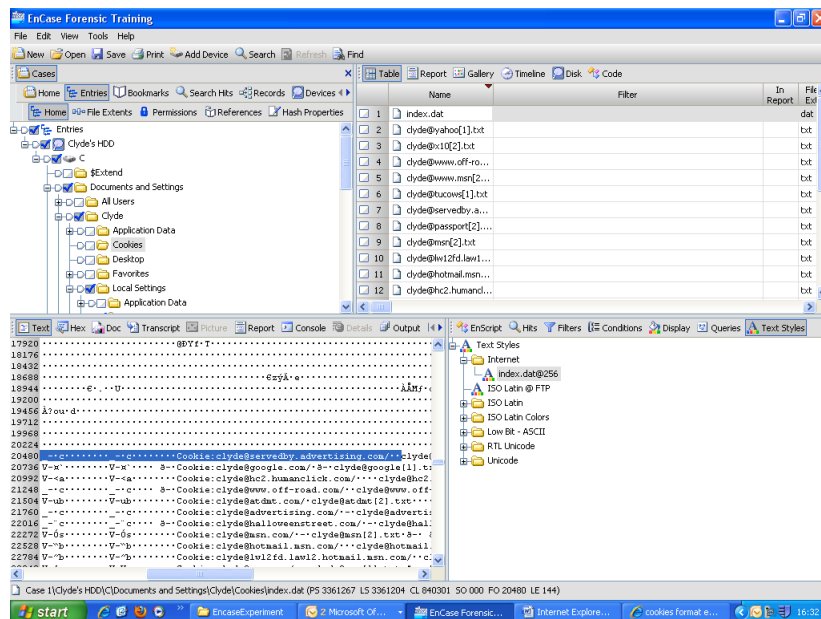 EnCase Forensic Training
File Edit View Tools Help
New Open Save Print Add Device Search Refresh Find
Cases
Home Entries Bookmarks Search Hits Records Devices
Home File Extents Permissions References Hash Properties
Entries
Clyde's HDD
C
$Extend
Documents and Settings
All Users
Clyde
Application Data
Cookies
Desktop
Favorites
Local Settings
Application Data
Table Report Gallery Timeline Disk Code
Name Filter In Report File Ext
1 index.dat dat
2 clyde@yahoo[1].txt txt
3 clyde@x10[2].txt txt
4 clyde@www.off-ro... txt
5 clyde@www.msn[2... txt
6 clyde@tucows[1].txt txt
7 clyde@servedby.a... txt
8 clyde@passport[2].... txt
9 clyde@msn[2].txt txt
10 clyde@lw12fd.law1... txt
11 clyde@hotmail.msn... txt
12 clyde@hc2.humancl... txt
Text Hex Doc Transcript Picture Report Console Details Output
17920
18176
18432
18688
18944
19200
19456
19712
19968
20224
20480 Cookie:clyde@servedby.advertising.com/··clyde(
20736 Cookie:clyde@google.com/ clyde@google[1].t
20992 Cookie:clyde@hc2.humanclick.com/····clyde@hc2
21248 Cookie:clyde@www.off-road.com/··clyde@www.off
21504 Cookie:clyde@atdmt.com/·clyde@atdmt[2].txt
21760 Cookie:clyde@advertising.com/ clyde@advertis
22016 Cookie:clyde@halloweenstreet.com/ clyde@hal
22272 Cookie:clyde@msn.com/ clyde@msn[2].txt
22528 Cookie:clyde@hotmail.msn.com/ clyde@hotmail.
22784 Cookie:clyde@lw12fd.law12.hotmail.msn.com/
EnScript Hits Filters Conditions Display Queries Text Styles
Text Styles
Internet
index.dat@256
ISO Latin @ FTP
ISO Latin
ISO Latin Colors
Low Bit - ASCII
RTL Unicode
Unicode
Case 1\Clyde's HDD\C\Documents and Settings\Clyde\Cookies\index.dat (PS 3361267 LS 3361204 CL 840301 SO 000 FO 20480 LE 144)
start EncaseExperiment 2 Microsoft Of... EnCase Forensic... Internet Explore... cookies format e... 16:32